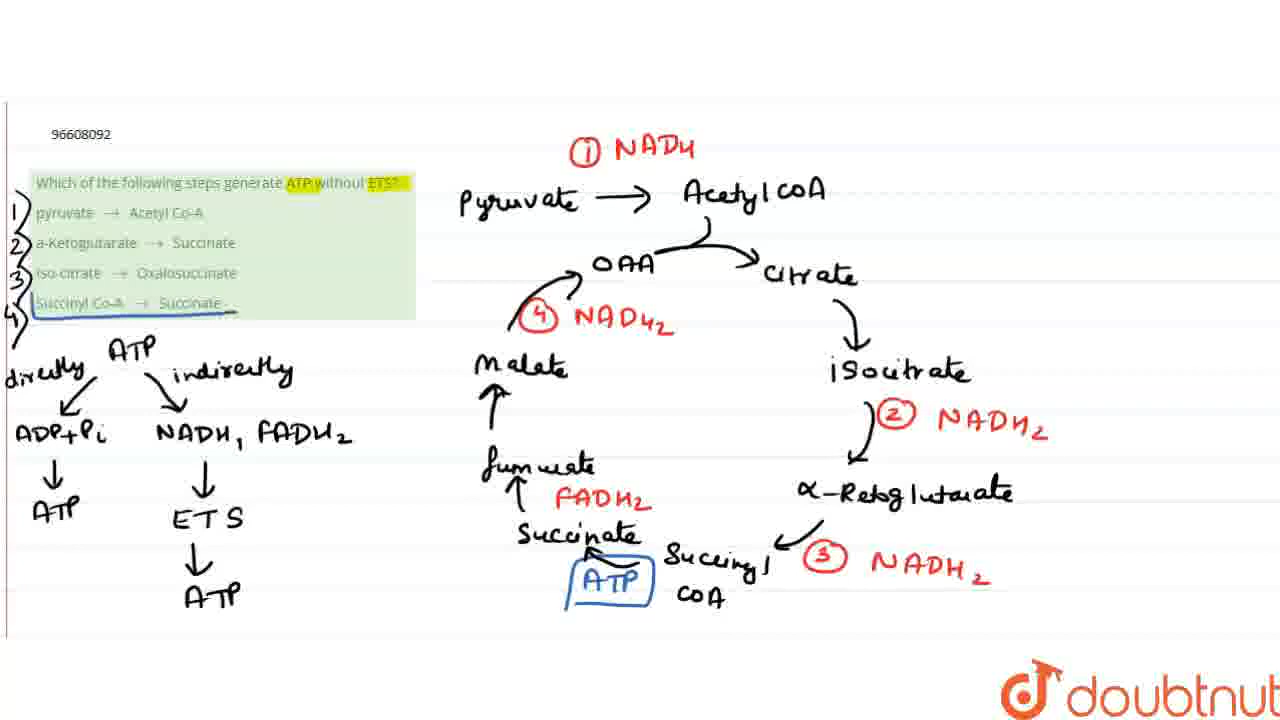 96608092
Which of the following steps generate ATP without ETS?
1) pyruvate → Acetyl Co-A
2) a-Ketoglutarate → Succinate
3) Iso-citrate → Oxalosuccinate
4) Succinyl Co-A → Succinate
ATP
directly indirectly
ADP+Pi NADH, FADH2
ATP ETS
ATP
① NADH
Pyruvate → Acetyl COA
OAA
Citrate
④ NADH2
Malate
isocitrate
② NADH2
fumurate
FADH2
α-Ketoglutarate
Succinate
Succinyl COA
③ NADH2
ATP
doubtnut